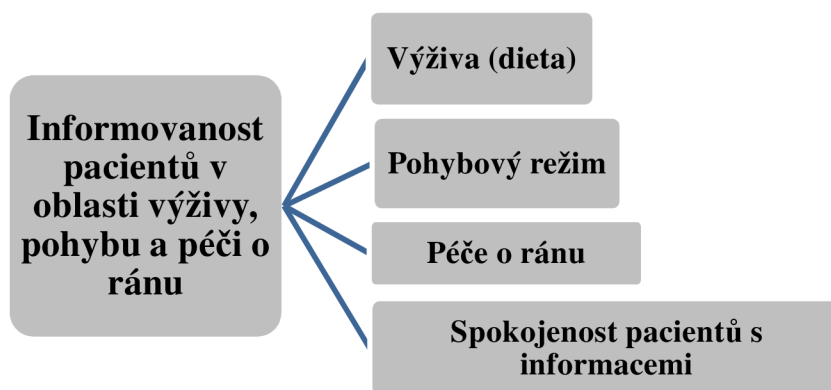 Informovanost
pacientů v
oblasti výživy,
pohybu a péči o
ránu
Výživa (dieta)
Pohybový režim
Péče o ránu
Spokojenost pacientů s
informacemi